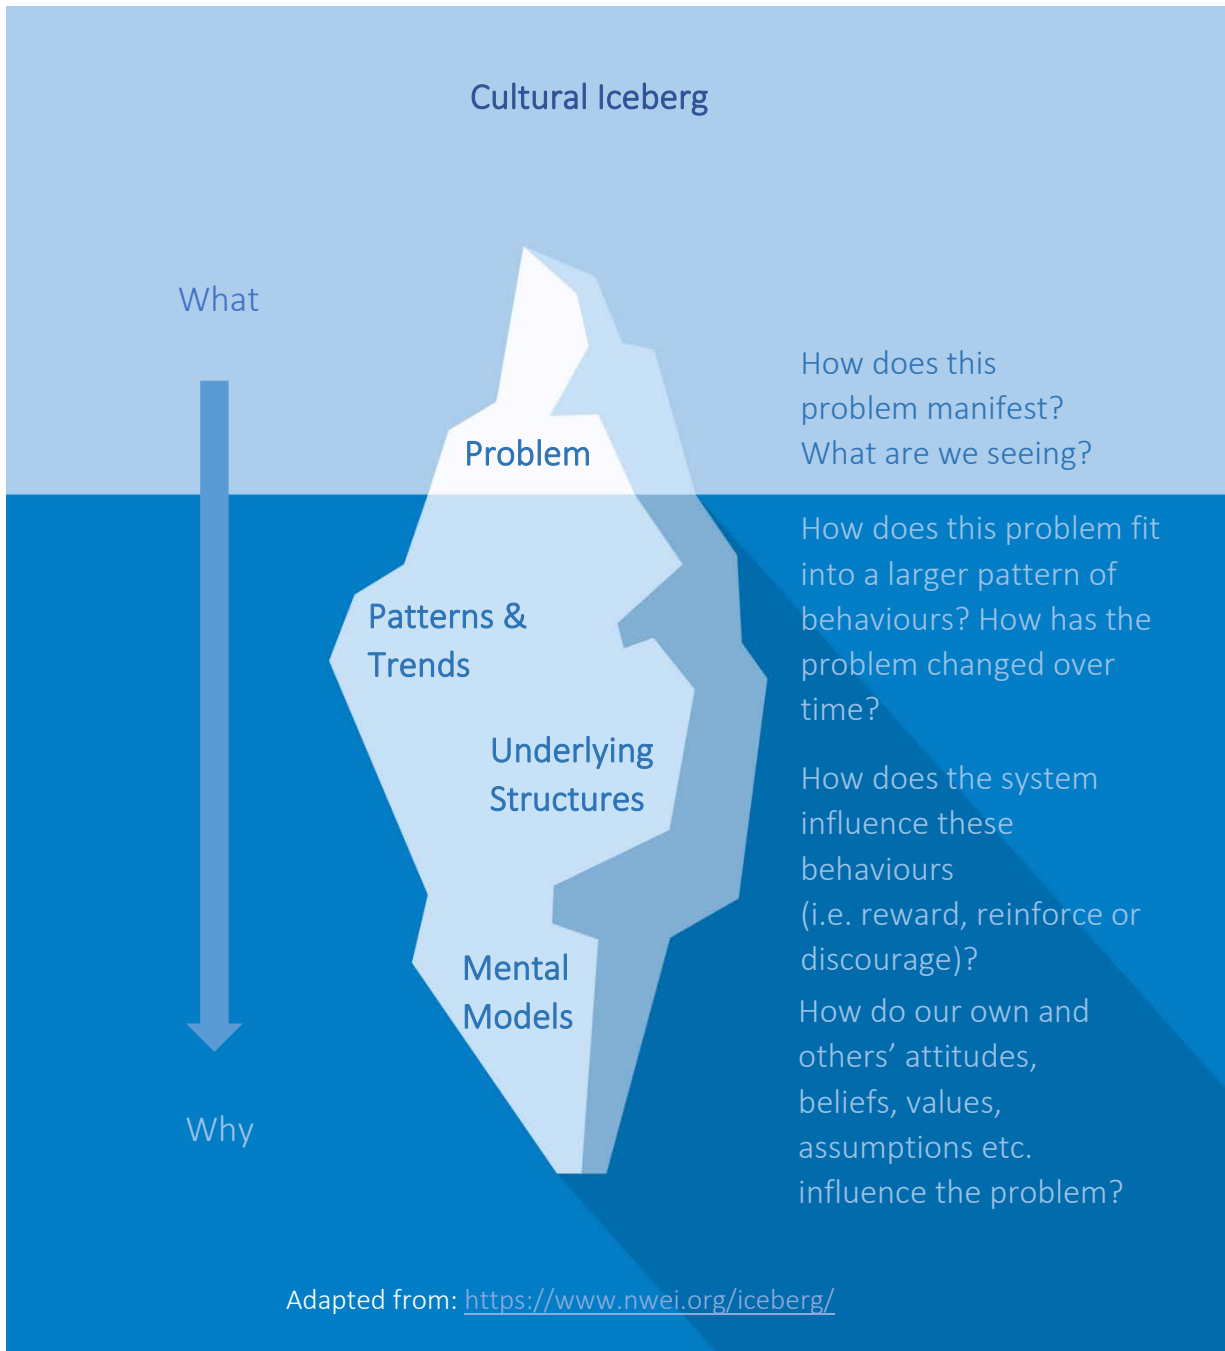 Cultural Iceberg
What
How does this
problem manifest?
What are we seeing?
Problem
How does this problem fit
into a larger pattern of
behaviours? How has the
problem changed over
time?
Patterns &
Trends
Underlying
Structures
How does the system
influence these
behaviours
(i.e. reward, reinforce or
discourage)?
Mental
Models
How do our own and
others’ attitudes,
beliefs, values,
assumptions etc.
influence the problem?
Why
Adapted from: https://www.nwei.org/iceberg/